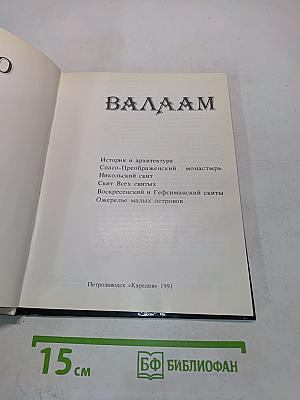 Ю
ВАЛААМ
История и архитектура
Спасо-Преображенский монастырь
Никольский скит
Скит Всех святых
Воскресенский и Гефсиманский скиты
Ожерелье малых островов
Петрозаводск «Карелия» 1991
15 см
БФ БИБЛИОФАН